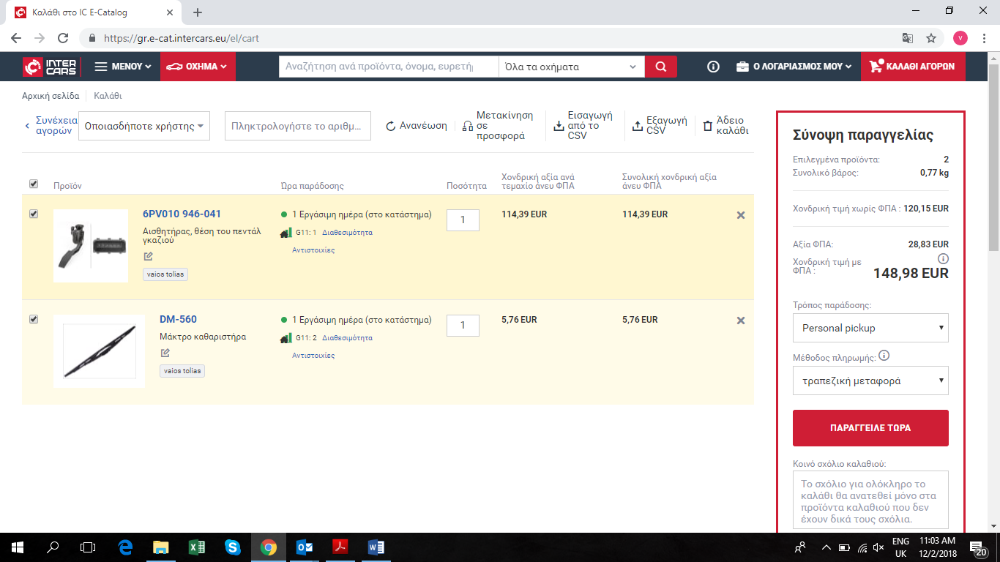 Καλάθι στο IC E-Catalog
https://gr.e-cat.intercars.eu/el/cart
v
INTER CARS
ΜΕΝΟΥ
ΟΧΗΜΑ
Αναζήτηση ανά προϊόντα, όνομα, ευρετήρ
Όλα τα οχήματα
Ο ΛΟΓΑΡΙΑΣΜΟΣ ΜΟΥ
ΚΑΛΑΘΙ ΑΓΟΡΩΝ
Αρχική σελίδα
Καλάθι
Συνέχεια αγορών
Οποιασδήποτε χρήστης
Πληκτρολογήστε το αριθμ...
Ανανέωση
Μετακίνηση σε προσφορά
Εισαγωγή από το CSV
Εξαγωγή CSV
Άδειο καλάθι
Προϊόν
Ώρα παράδοσης
Ποσότητα
Χονδρική αξία ανά τεμαχίο άνευ ΦΠΑ
Συνολική χονδρική αξία άνευ ΦΠΑ
6PV010 946-041
Αισθητήρας, θέση του πεντάλ γκαζιού
vaios tolias
1 Εργάσιμη ημέρα (στο κατάστημα)
G11: 1 Διαθεσιμότητα
Αντιστοιχίες
1
114,39 EUR
114,39 EUR
DM-560
Μάκτρο καθαριστήρα
vaios tolias
1 Εργάσιμη ημέρα (στο κατάστημα)
G11: 2 Διαθεσιμότητα
Αντιστοιχίες
1
5,76 EUR
5,76 EUR
Σύνοψη παραγγελίας
Επιλεγμένα προϊόντα: 2
Συνολικό βάρος: 0,77 kg
Χονδρική τιμή χωρίς ΦΠΑ : 120,15 EUR
Αξία ΦΠΑ: 28,83 EUR
Χονδρική τιμή με ΦΠΑ : 148,98 EUR
Τρόπος παράδοσης:
Personal pickup
Μέθοδος πληρωμής:
τραπεζική μεταφορά
ΠΑΡΑΓΓΕΙΛΕ ΤΩΡΑ
Κοινό σχόλιο καλαθιού:
Το σχόλιο για ολόκληρο το
καλάθι θα ανατεθεί μόνο στα
προϊόντα καλαθιού που δεν
έχουν δικά τους σχόλια.
ENG
UK
11:03 AM
12/2/2018
20